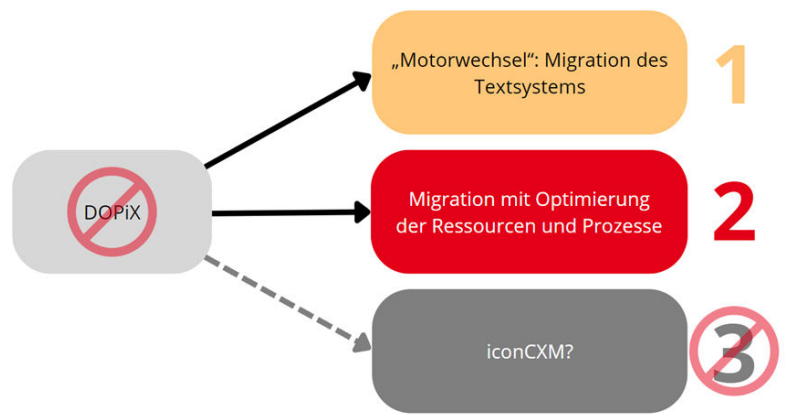 „Motorwechsel“: Migration des
Textsystems
1
DOPiX
Migration mit Optimierung
der Ressourcen und Prozesse
2
iconCXM?
3